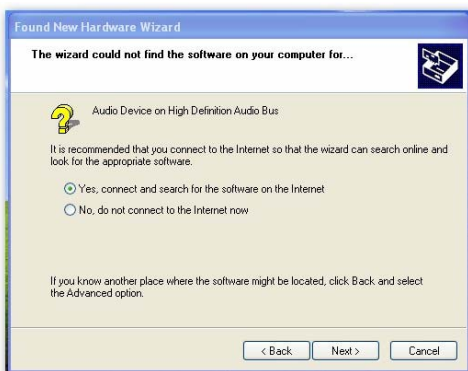 Found New Hardware Wizard
The wizard could not find the software on your computer for...
Audio Device on High Definition Audio Bus
It is recommended that you connect to the Internet so that the wizard can search online and
look for the appropriate software.
Yes, connect and search for the software on the Internet
No, do not connect to the Internet now
If you know another place where the software might be located, click Back and select
the Advanced option.
< Back Next > Cancel